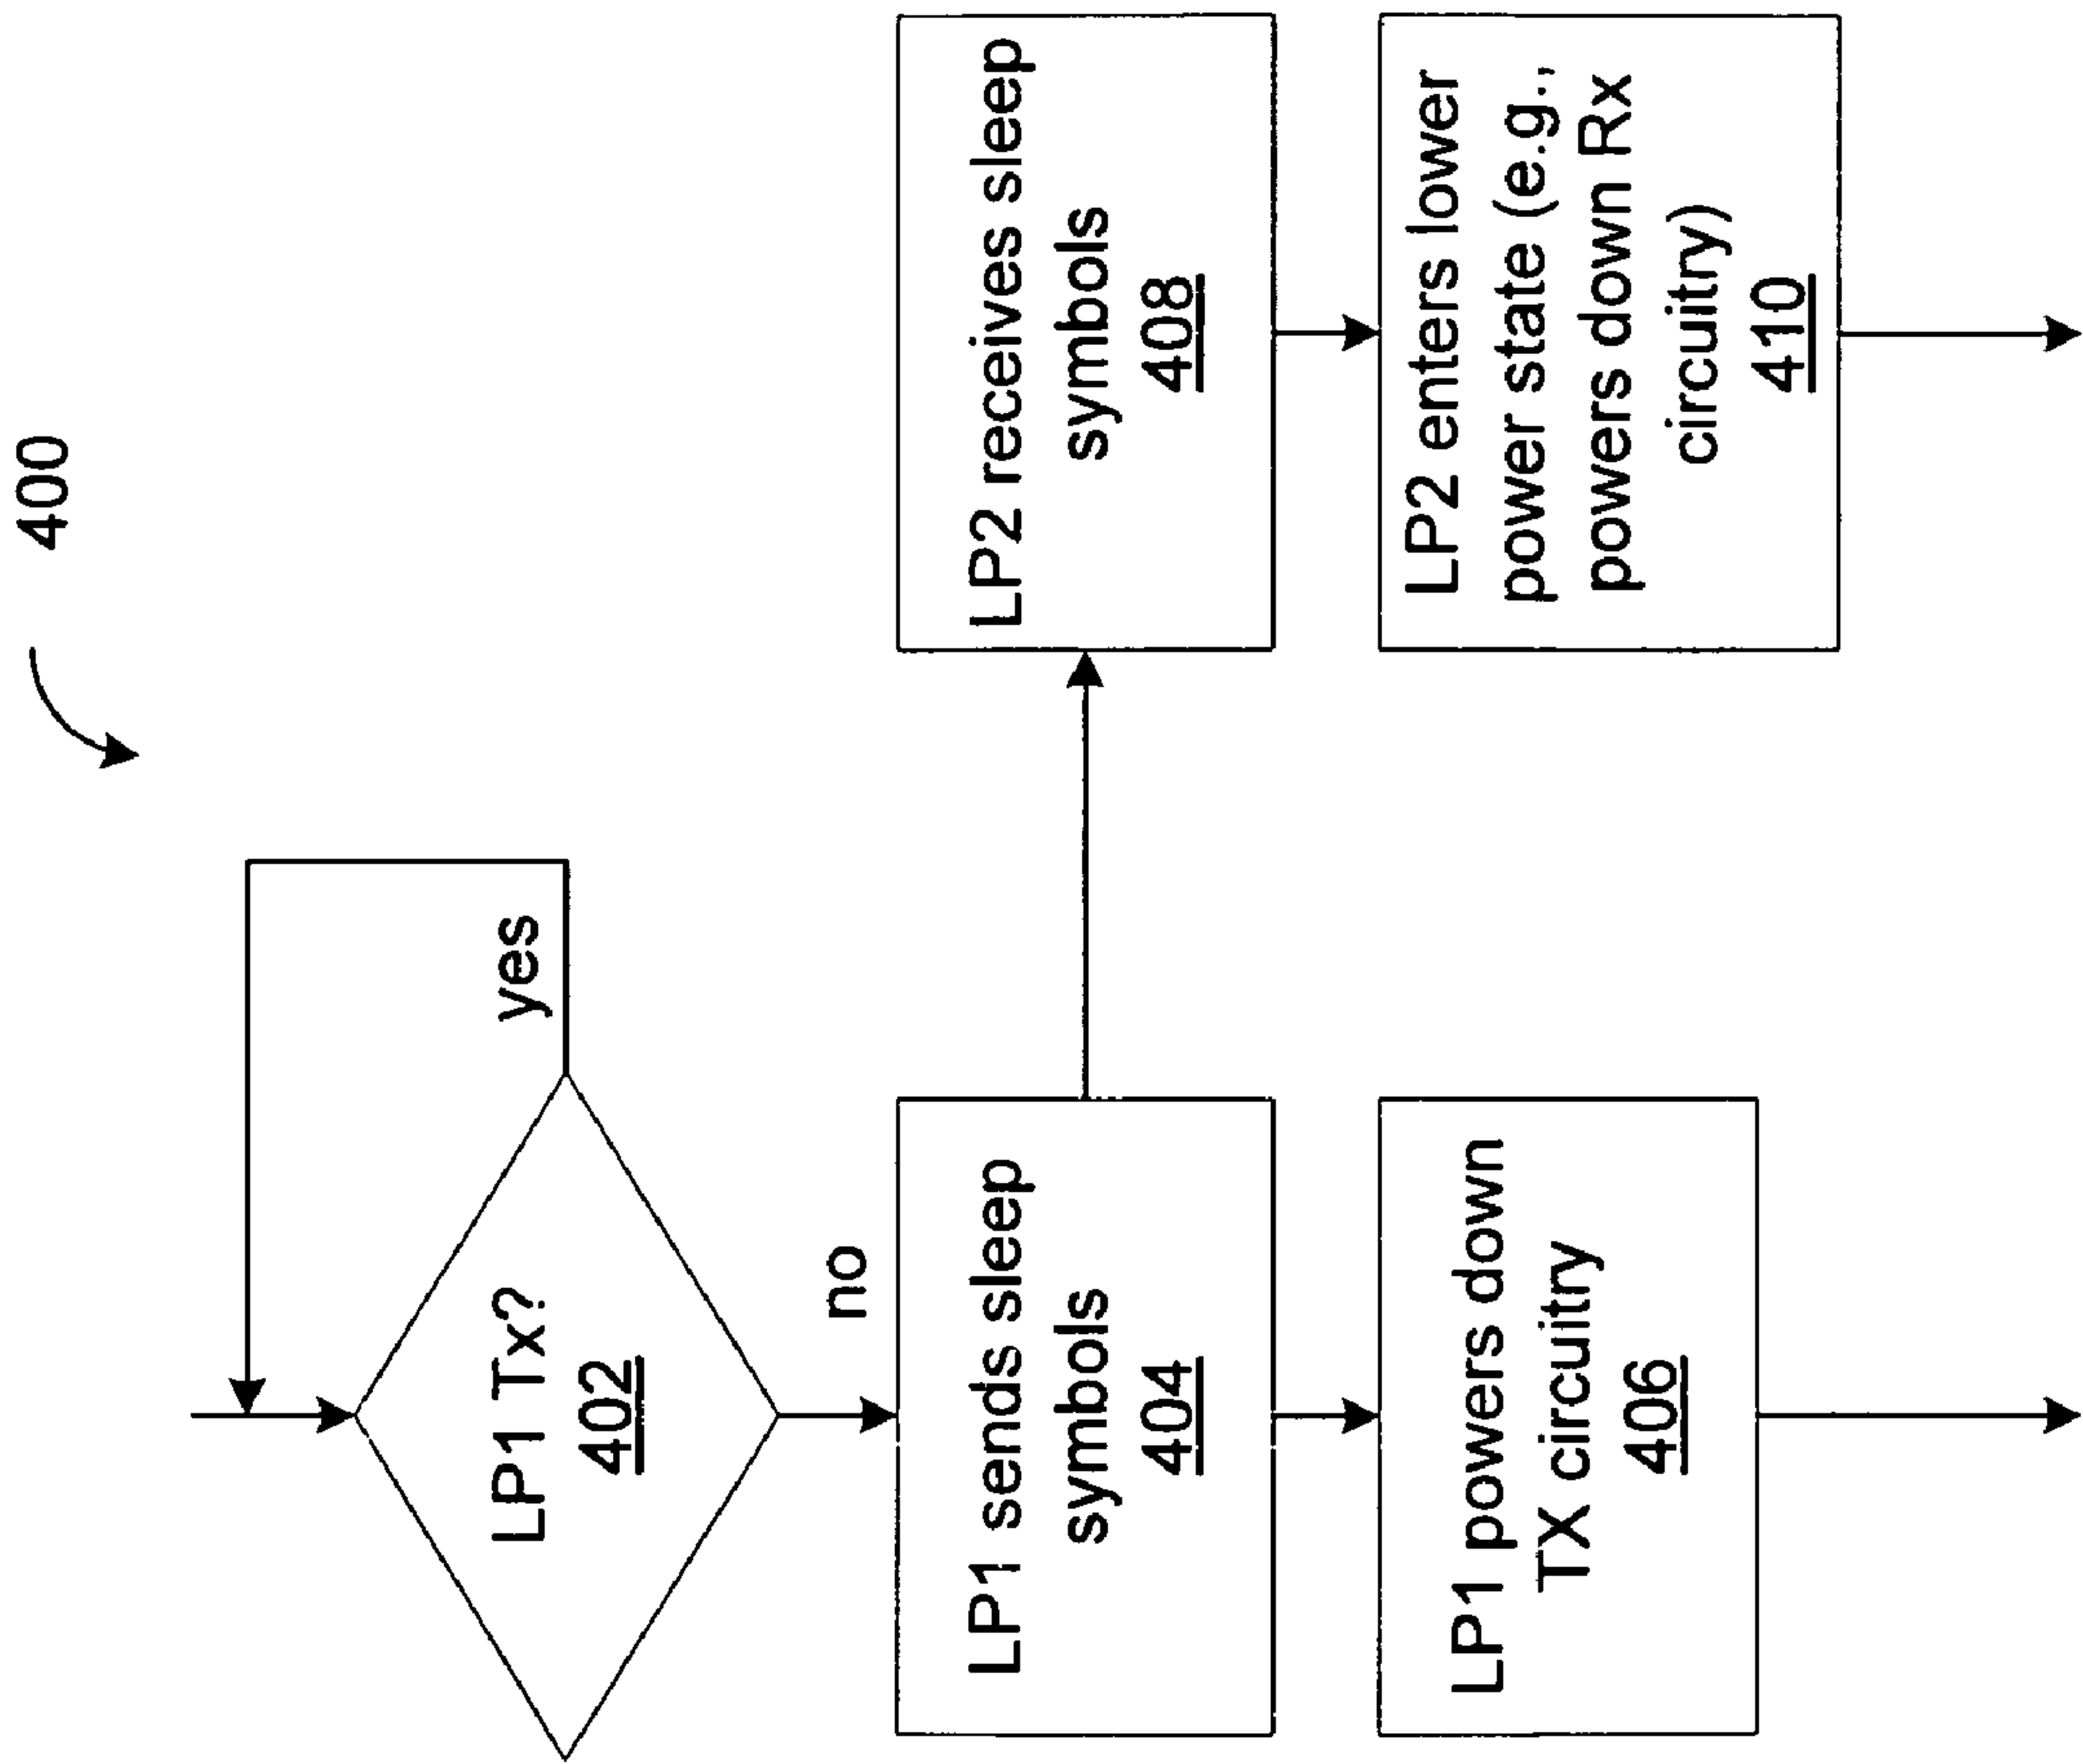 400
LP1 Tx?
402
yes
no
LP1 sends sleep
symbols
404
LP2 receives sleep
symbols
408
LP1 powers down
TX circuitry
406
LP2 enters lower
power state (e.g.,
powers down Rx
circuitry)
410